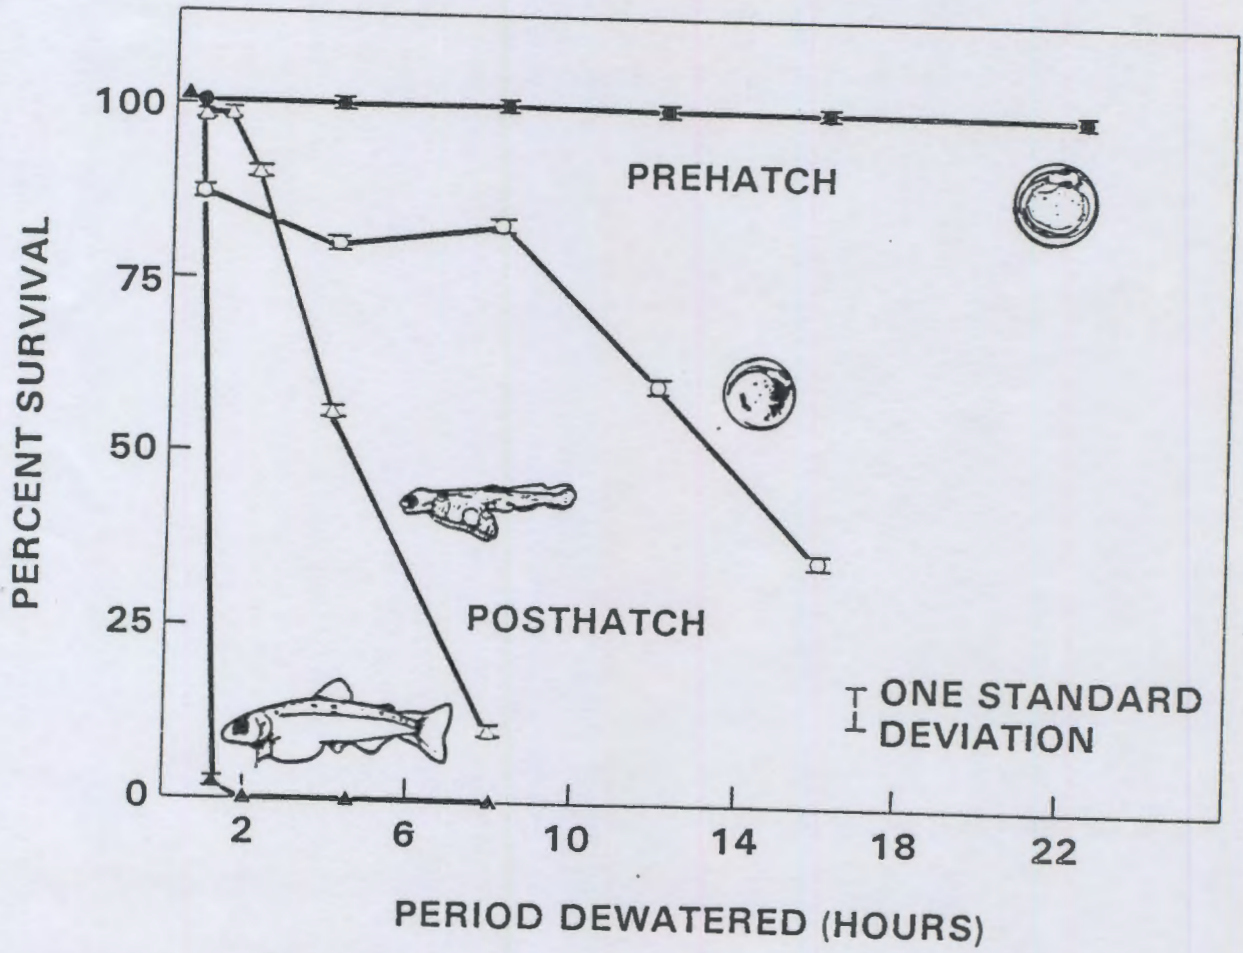 PERCENT SURVIVAL
100
75
50
25
0
PREHATCH
POSTHATCH
ONE STANDARD
DEVIATION
2 6 10 14 18 22
PERIOD DEWATERED (HOURS)